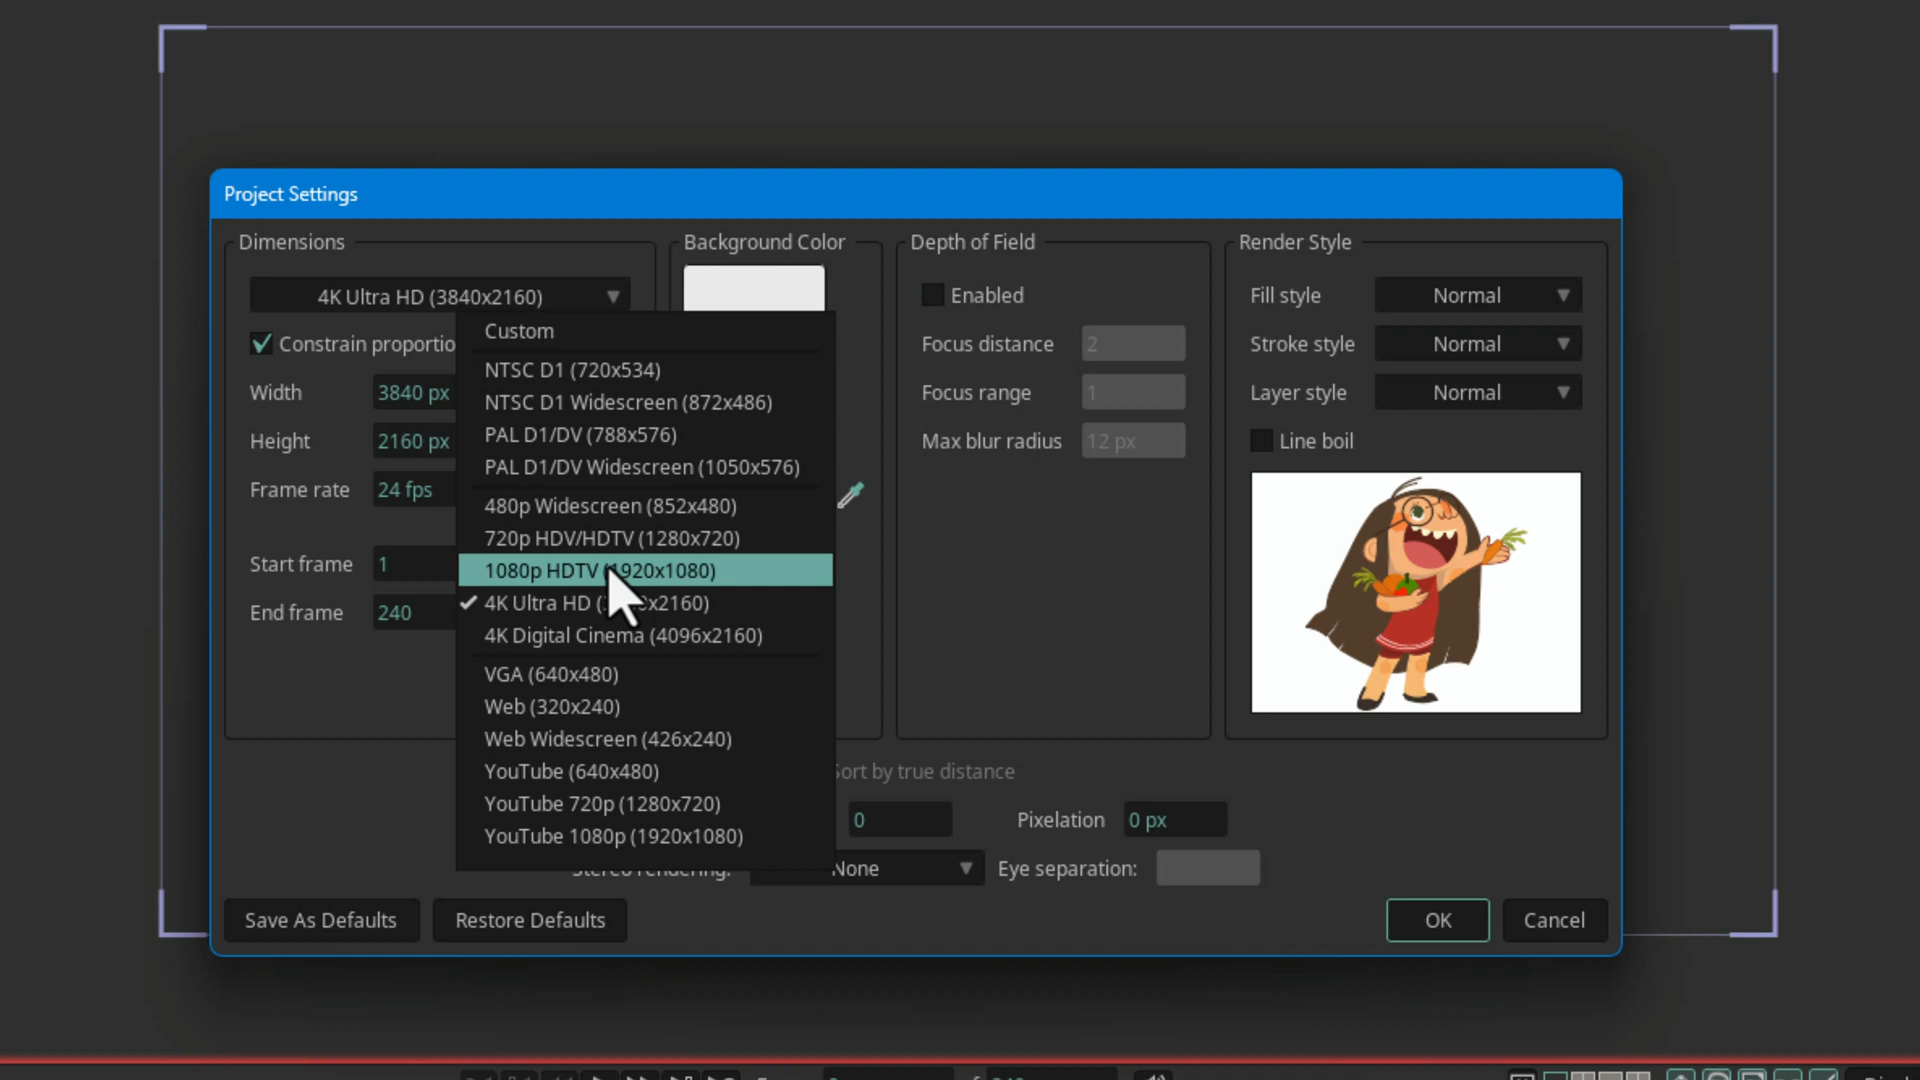 Project Settings
Dimensions
4K Ultra HD (3840x2160)
Constrain proportio
Width
3840 px
Height
2160 px
Frame rate
24 fps
Start frame
1
End frame
240
Custom
NTSC D1 (720x534)
NTSC D1 Widescreen (872x486)
PAL D1/DV (788x576)
PAL D1/DV Widescreen (1050x576)
480p Widescreen (852x480)
720p HDV/HDTV (1280x720)
1080p HDTV (1920x1080)
4K Ultra HD (3840x2160)
4K Digital Cinema (4096x2160)
VGA (640x480)
Web (320x240)
Web Widescreen (426x240)
YouTube (640x480)
YouTube 720p (1280x720)
YouTube 1080p (1920x1080)
Background Color
Depth of Field
Enabled
Focus distance
2
Focus range
1
Max blur radius
12 px
Render Style
Fill style
Normal
Stroke style
Normal
Layer style
Normal
Line boil
Sort by true distance
0
Pixelation
0 px
Stereo rendering:
None
Eye separation:
Save As Defaults
Restore Defaults
OK
Cancel